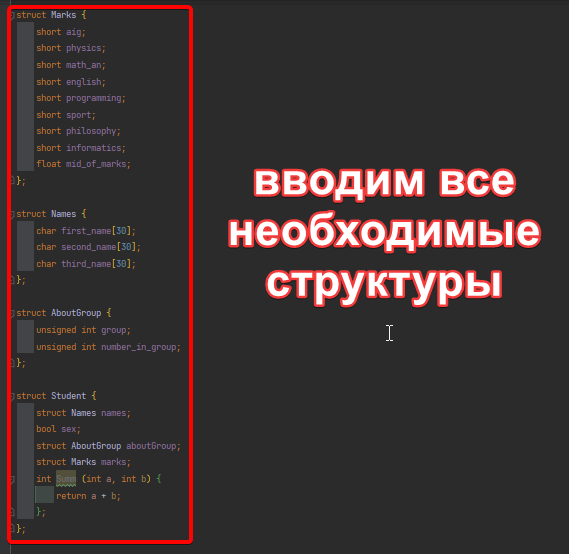 struct Marks {
short aig;
short physics;
short math_an;
short english;
short programming;
short sport;
short philosophy;
short informatics;
float mid_of_marks;
};
struct Names {
char first_name[30];
char second_name[30];
char third_name[30];
};
struct AboutGroup {
unsigned int group;
unsigned int number_in_group;
};
struct Student {
struct Names names;
bool sex;
struct AboutGroup aboutGroup;
struct Marks marks;
int (int a, int b) {
return a + b;
};
};
вводим все
необходимые
структуры